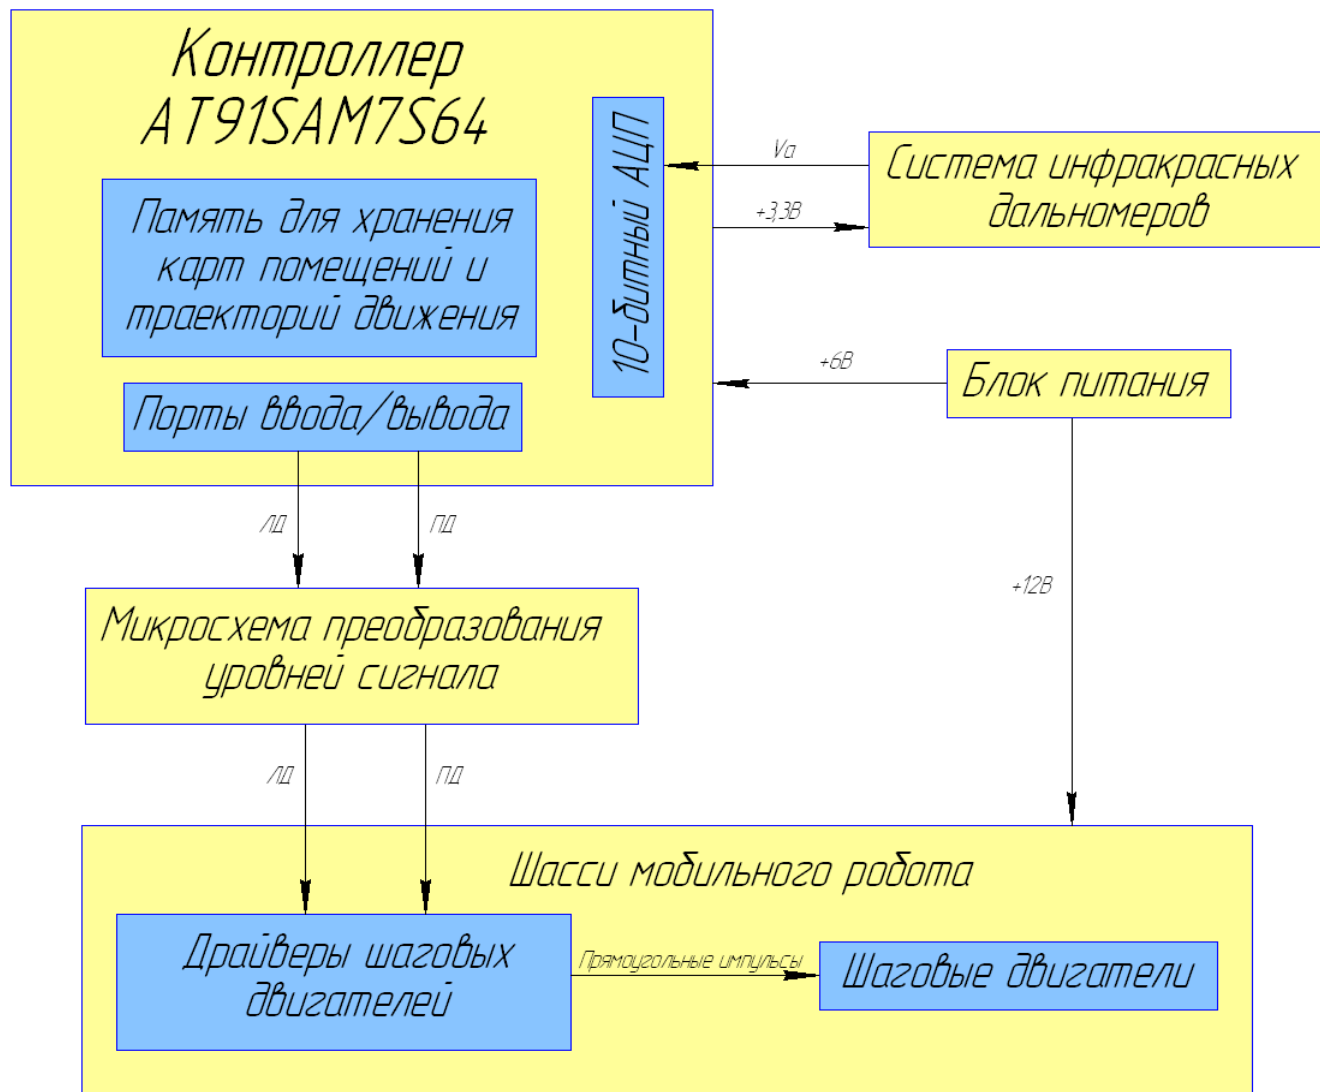 Контроллер
AT91SAM7S64
Память для хранения
карт помещений и
траекторий движения
Порты ввода/вывода
10-битный АЦП
Va
+3,3В
Система инфракрасных
дальномеров
+6В
Блок питания
+12В
ЛД
ПД
Микросхема преобразования
уровней сигнала
ЛД
ПД
Шасси мобильного робота
Драйверы шаговых
двигателей
Прямоугольные импульсы
Шаговые двигатели